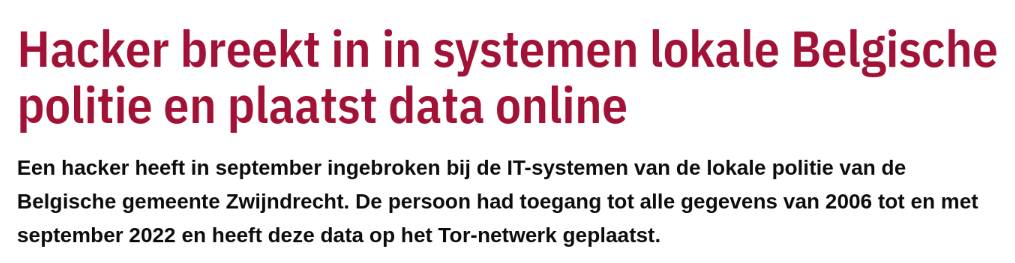 Hacker breekt in in systemen lokale Belgische
politie en plaatst data online
Een hacker heeft in september ingebroken bij de IT-systemen van de lokale politie van de
Belgische gemeente Zwijndrecht. De persoon had toegang tot alle gegevens van 2006 tot en met
september 2022 en heeft deze data op het Tor-netwerk geplaatst.